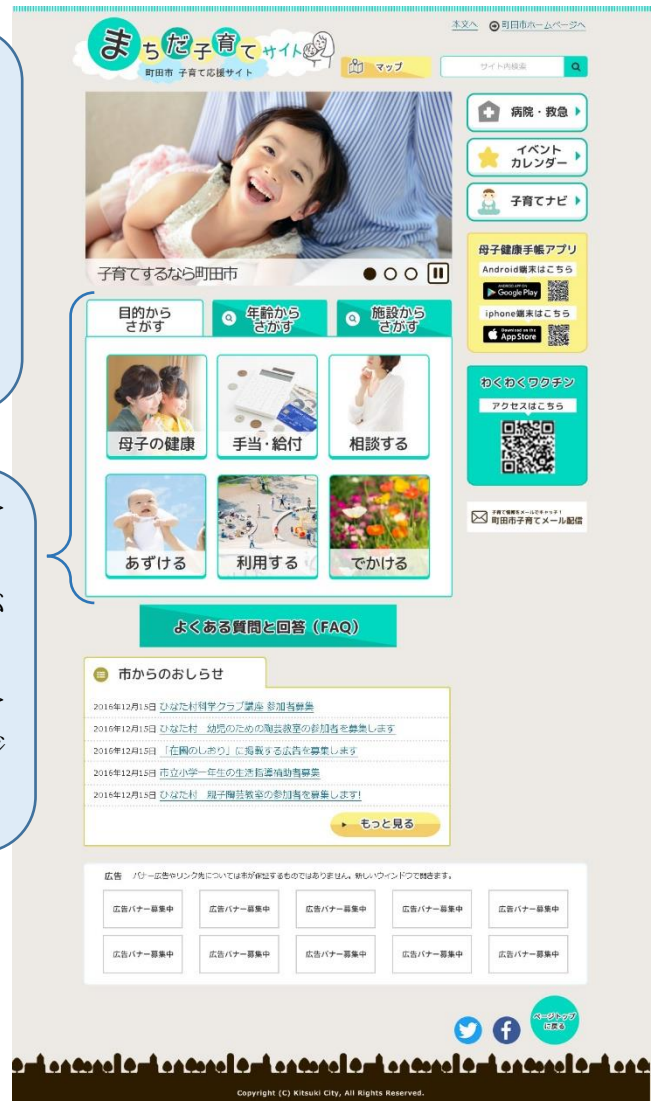 本文へ 町田市ホームページへ
まちだ子育てサイト
町田市 子育て応援サイト
マップ
サイト内検索
病院・救急
イベント
カレンダー
子育てナビ
子育てするなら町田市
母子健康手帳アプリ
Android端末はこちら
ANDROID APP ON
Google Play
iphone端末はこちら
Download on the
App Store
わくわくワクチン
アクセスはこちら
子育て情報をメールでキャッチ!
町田市子育てメール配信
目的から
さがす
年齢から
さがす
施設から
さがす
母子の健康
手当・給付
相談する
あずける
利用する
でかける
よくある質問と回答（FAQ）
市からのおしらせ
2016年12月15日 ひなた村科学クラブ講座 参加者募集
2016年12月15日 ひなた村 幼児のための陶芸教室の参加者を募集します
2016年12月15日 「在園のしおり」に掲載する広告を募集します
2016年12月15日 市立小学一年生の生活指導補助者募集
2016年12月15日 ひなた村 親子陶芸教室の参加者を募集します!
もっと見る
広告 バナー広告やリンク先については市が保証するものではありません。新しいウインドウで開きます。
広告バナー募集中 広告バナー募集中 広告バナー募集中 広告バナー募集中 広告バナー募集中
広告バナー募集中 広告バナー募集中 広告バナー募集中 広告バナー募集中 広告バナー募集中
ページトップ
に戻る
Copyright (C) Kitsuki City, All Rights Reserved.